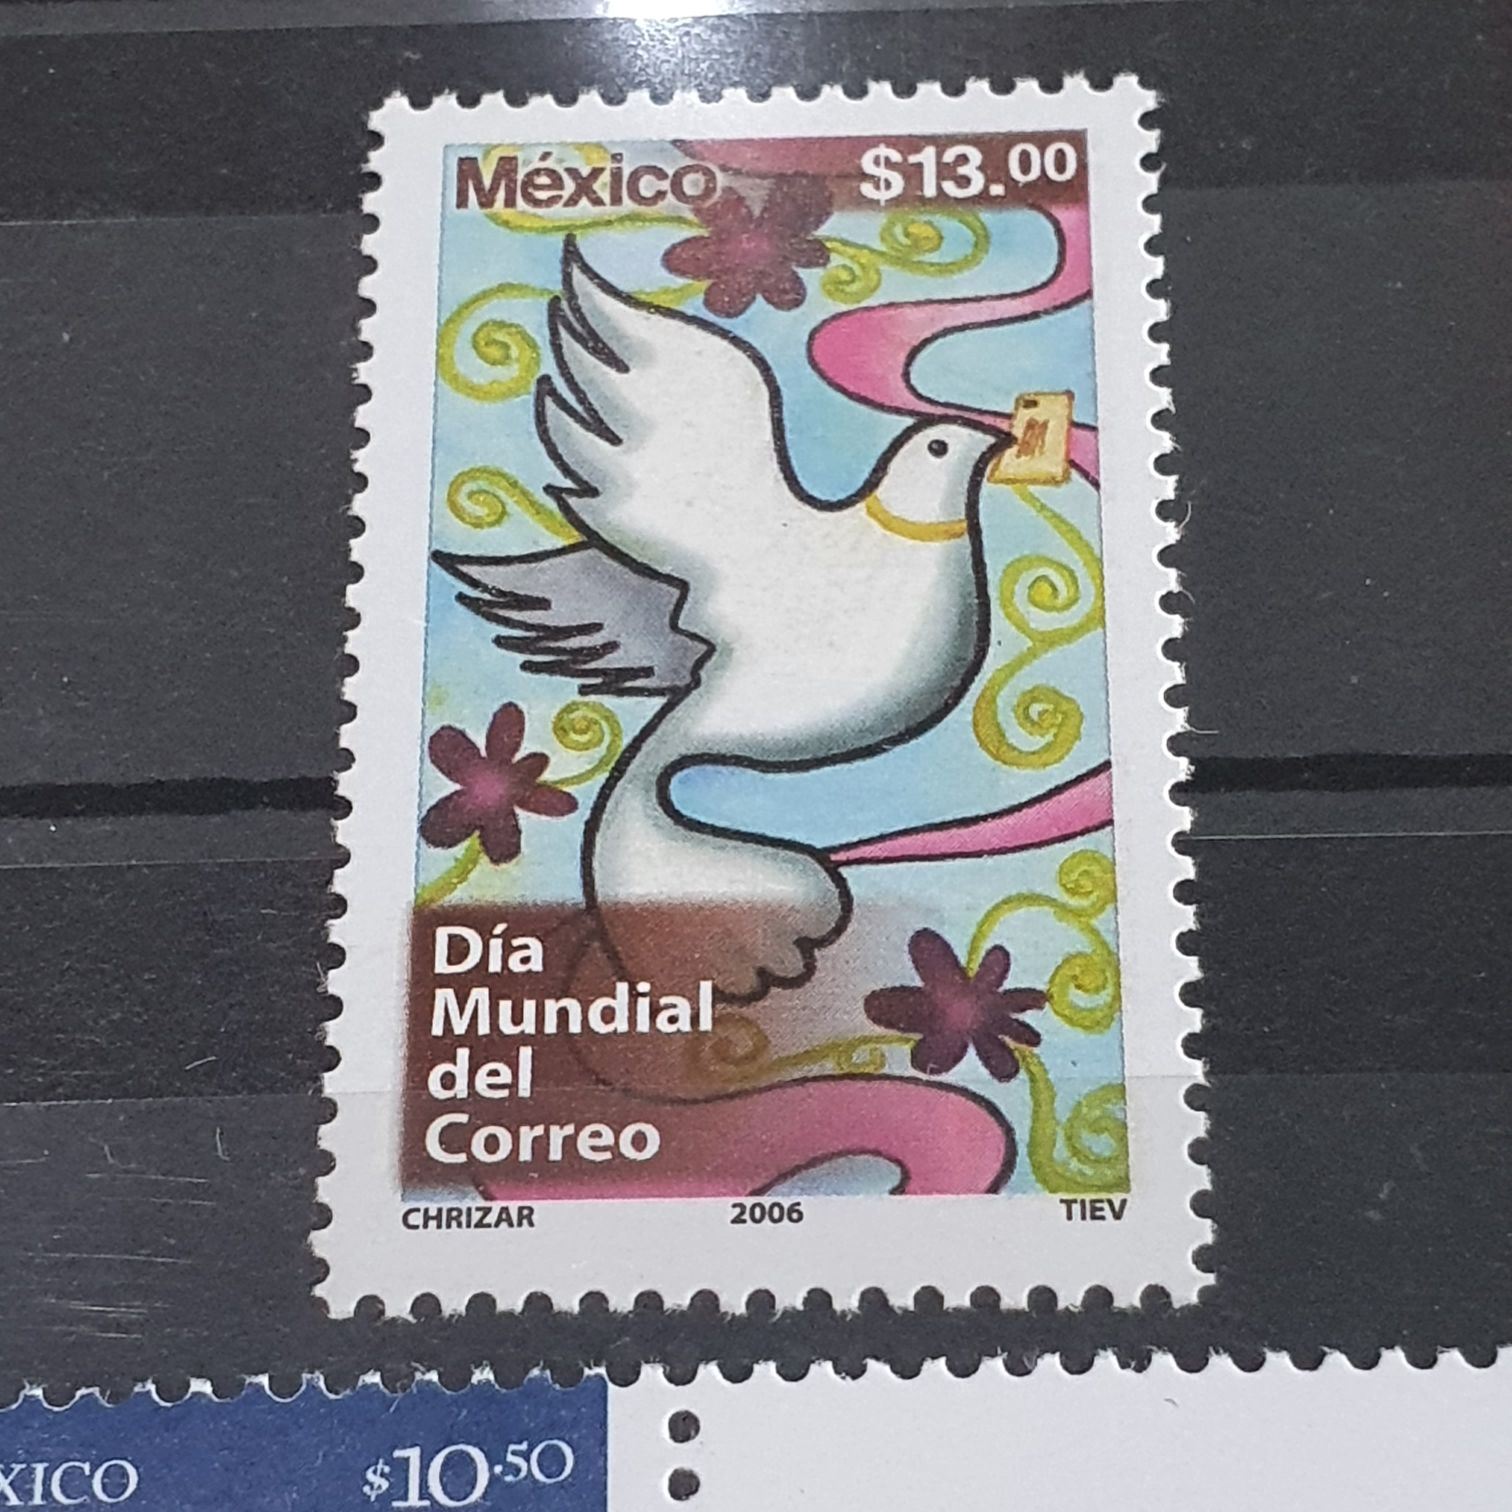 México $13.00
Día
Mundial
del
Correo
CHRIZAR 2006 TIEV
XICO $10.50